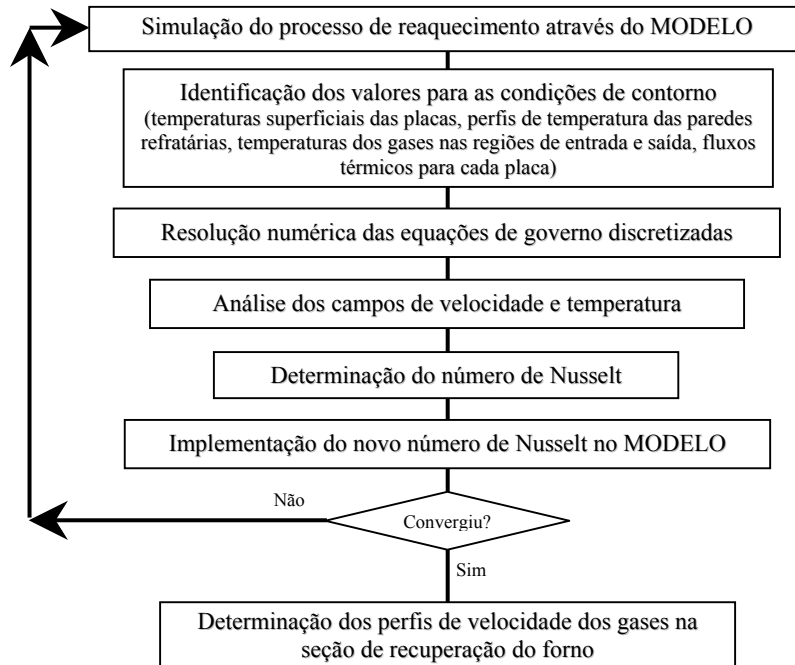 Simulação do processo de reaquecimento através do MODELO
Identificação dos valores para as condições de contorno
(temperaturas superficiais das placas, perfis de temperatura das paredes
refratárias, temperaturas dos gases nas regiões de entrada e saída, fluxos
térmicos para cada placa)
Resolução numérica das equações de governo discretizadas
Análise dos campos de velocidade e temperatura
Determinação do número de Nusselt
Implementação do novo número de Nusselt no MODELO
Não
Convergiu?
Sim
Determinação dos perfis de velocidade dos gases na
seção de recuperação do forno